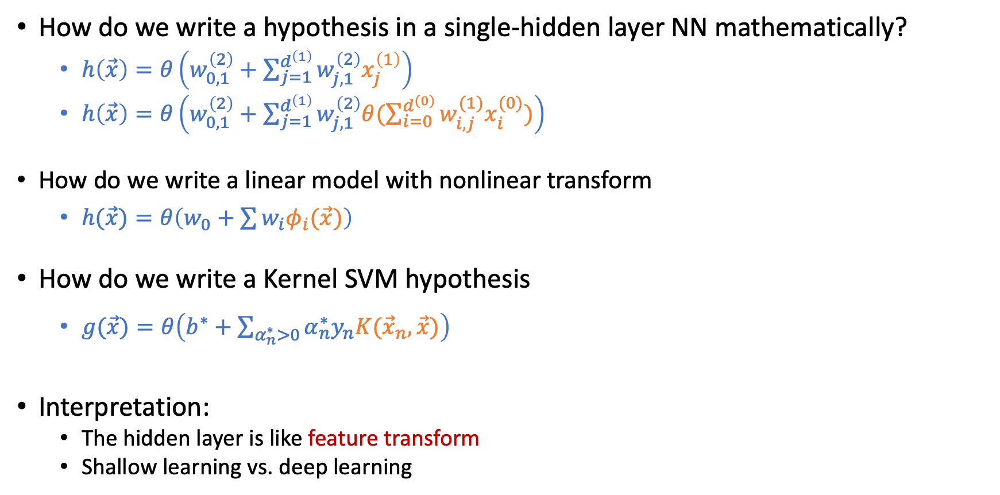 • How do we write a hypothesis in a single-hidden layer NN mathematically?
• $h(\vec{x}) = \theta\left(w_{0,1}^{(2)} + \sum_{j=1}^{d^{(1)}} w_{j,1}^{(2)} x_j^{(1)}\right)$
• $h(\vec{x}) = \theta\left(w_{0,1}^{(2)} + \sum_{j=1}^{d^{(1)}} w_{j,1}^{(2)} \theta(\sum_{i=0}^{d^{(0)}} w_{i,j}^{(1)} x_i^{(0)})\right)$
• How do we write a linear model with nonlinear transform
• $h(\vec{x}) = \theta(w_0 + \sum w_i \phi_i(\vec{x}))$
• How do we write a Kernel SVM hypothesis
• $g(\vec{x}) = \theta\left(b^* + \sum_{\alpha_n^* > 0} \alpha_n^* y_n K(\vec{x}_n, \vec{x})\right)$
• Interpretation:
• The hidden layer is like feature transform
• Shallow learning vs. deep learning